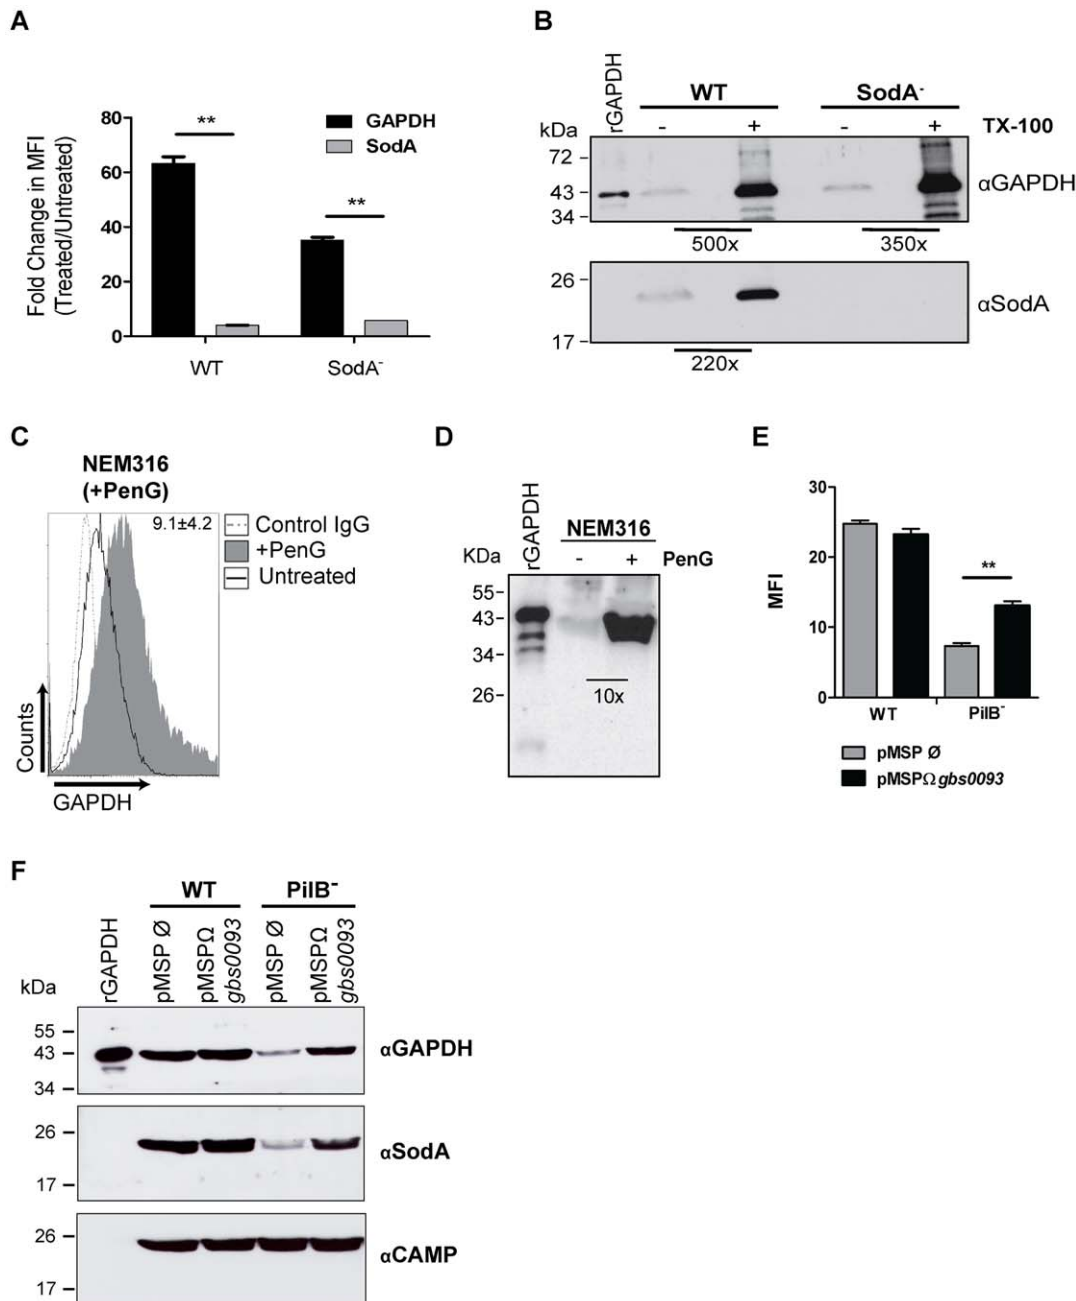 A
Fold Change in MFI
(Treated/Untreated)
80
60
40
20
0
**
**
GAPDH
SodA
WT
SodA⁻
B
rGAPDH
WT
SodA⁻
kDa
-
+
-
+
TX-100
72
43
34
αGAPDH
500x
350x
26
17
αSodA
220x
C
NEM316
(+PenG)
9.1±4.2
Control IgG
+PenG
Untreated
Counts
GAPDH
D
rGAPDH
NEM316
KDa
-
+
PenG
55
43
34
26
10x
E
MFI
30
20
10
0
**
WT
PilB⁻
pMSP Ø
pMSPΩgbs0093
F
WT
PilB⁻
kDa
rGAPDH
pMSP Ø
pMSPΩ
gbs0093
pMSP Ø
pMSPΩ
gbs0093
55
43
34
αGAPDH
26
17
αSodA
26
17
αCAMP